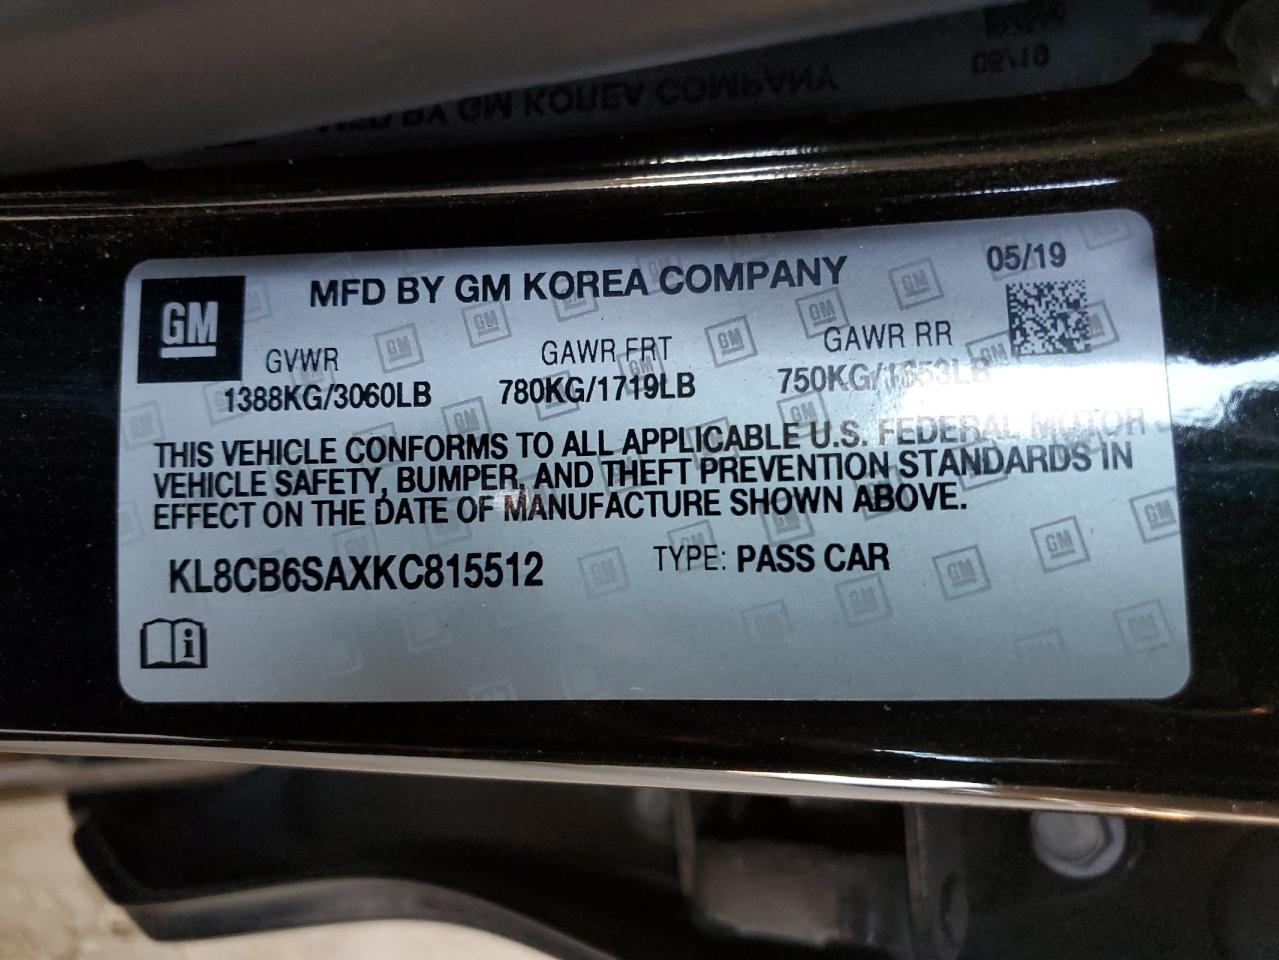 MFD BY GM KOREA COMPANY
05/19
GM
GVWR
1388KG/3060LB
GAWR FRT
780KG/1719LB
GAWR RR
750KG/1653LB
THIS VEHICLE CONFORMS TO ALL APPLICABLE U.S. FEDERAL MOTOR
VEHICLE SAFETY, BUMPER, AND THEFT PREVENTION STANDARDS IN
EFFECT ON THE DATE OF MANUFACTURE SHOWN ABOVE.
KL8CB6SAXKC815512
TYPE: PASS CAR